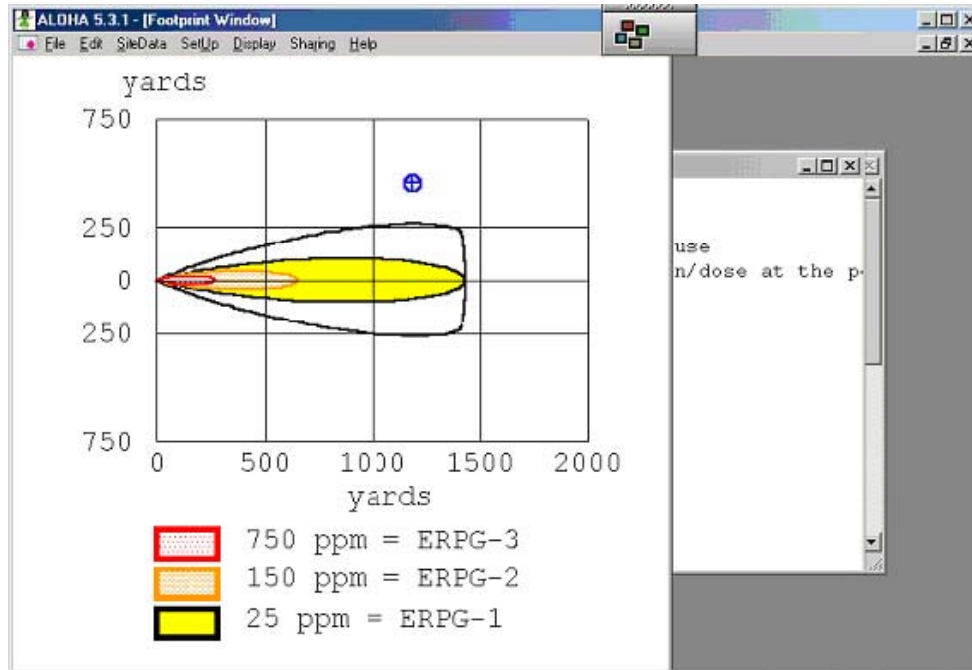 ALOHA 5.3.1 - [Footprint Window]
File Edit SiteData SetUp Display Sharing Help
yards
750
250
0
250
750
0 500 1000 1500 2000
yards
750 ppm = ERPG-3
150 ppm = ERPG-2
25 ppm = ERPG-1
use
n/dose at the p